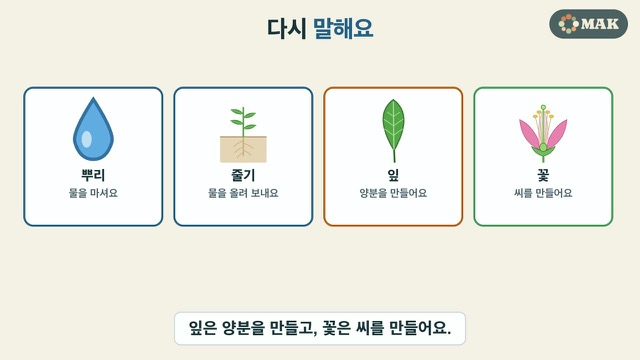 다시 말해요
MAK
뿌리
물을 마셔요
줄기
물을 올려 보내요
잎
양분을 만들어요
꽃
씨를 만들어요
잎은 양분을 만들고, 꽃은 씨를 만들어요.